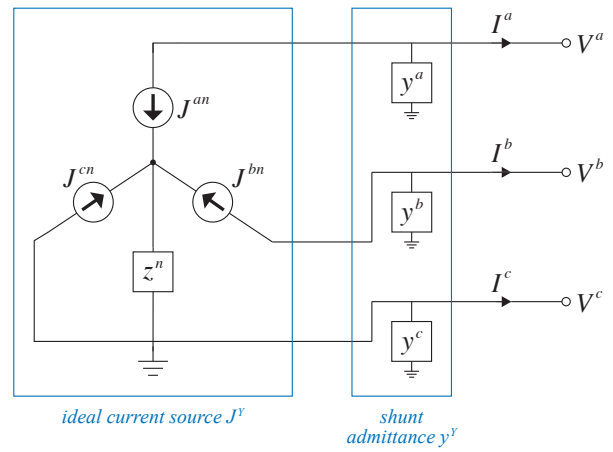 I^a V^a
y^a
J^{an}
J^{cn} J^{bn} I^b V^b
y^b
z^n
I^c V^c
y^c
ideal current source J^Y shunt
admittance y^Y